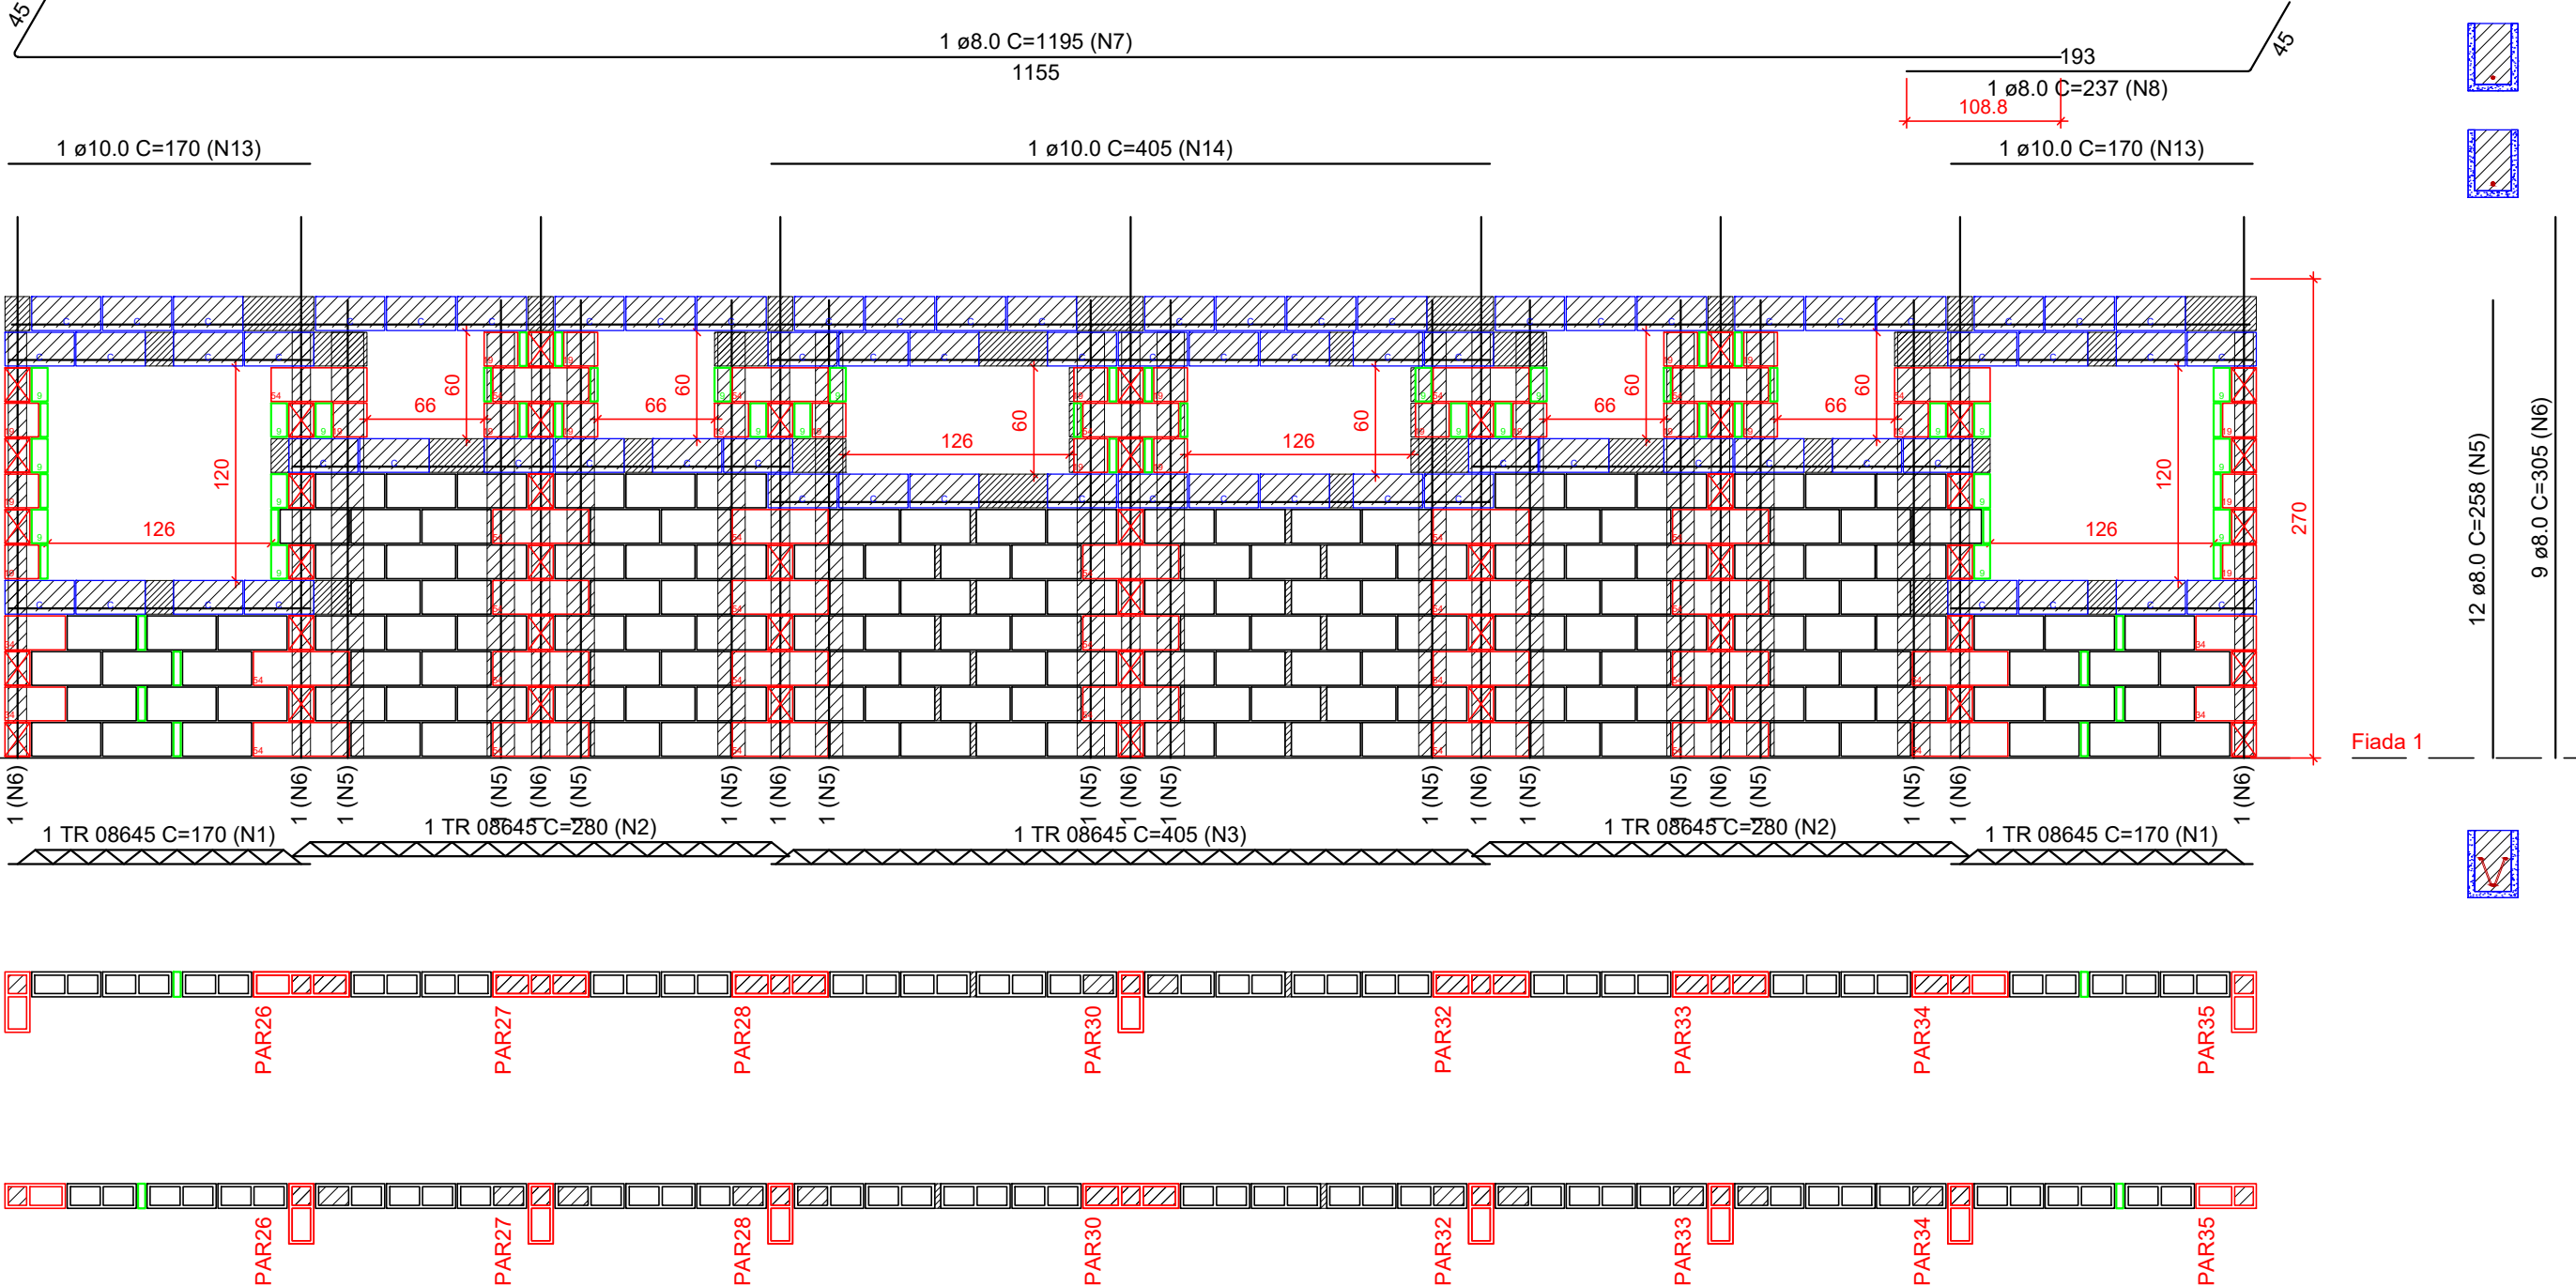 45
1 ø8.0 C=1195 (N7)
1155
193
45
1 ø8.0 C=237 (N8)
108.8
1 ø10.0 C=170 (N13)
1 ø10.0 C=405 (N14)
1 ø10.0 C=170 (N13)
60
60
60
60
60
60
66
66
66
66
126
126
120
120
126
126
270
12 ø8.0 C=258 (N5)
9 ø8.0 C=305 (N6)
Fiada 1
1 (N6)
1 (N6)
1 (N5)
1 (N5)
1 (N6)
1 (N5)
1 (N5)
1 (N6)
1 (N5)
1 (N5)
1 (N6)
1 (N5)
1 (N5)
1 (N6)
1 (N5)
1 (N5)
1 (N6)
1 (N5)
1 (N5)
1 (N6)
1 (N6)
1 TR 08645 C=170 (N1)
1 TR 08645 C=280 (N2)
1 TR 08645 C=405 (N3)
1 TR 08645 C=280 (N2)
1 TR 08645 C=170 (N1)
PAR26
PAR27
PAR28
PAR30
PAR32
PAR33
PAR34
PAR35
PAR26
PAR27
PAR28
PAR30
PAR32
PAR33
PAR34
PAR35